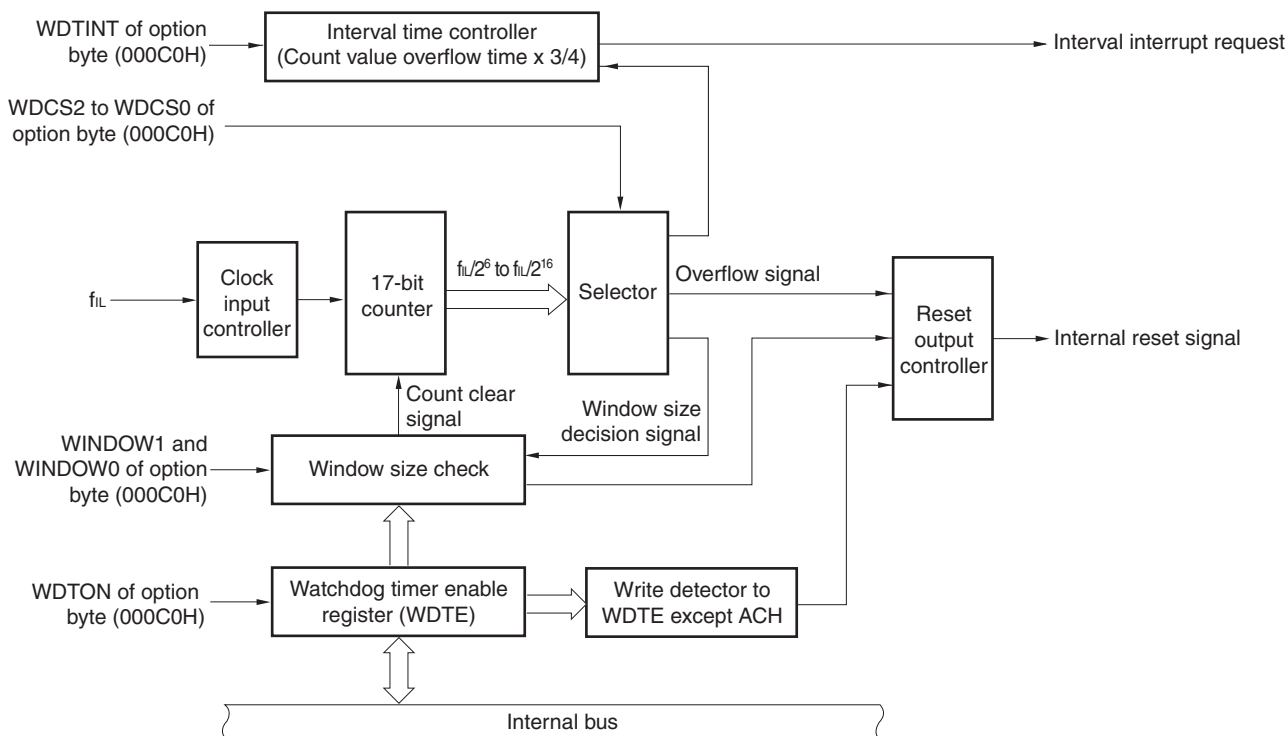 WDTINT of option
byte (000C0H)
Interval time controller
(Count value overflow time x 3/4)
Interval interrupt request
WDCS2 to WDCS0 of
option byte (000C0H)
fIL
Clock
input
controller
17-bit
counter
fIL/2⁶ to fIL/2¹⁶
Selector
Overflow signal
Reset
output
controller
Internal reset signal
Count clear
signal
Window size
decision signal
WINDOW1 and
WINDOW0 of option
byte (000C0H)
Window size check
WDTON of option
byte (000C0H)
Watchdog timer enable
register (WDTE)
Write detector to
WDTE except ACH
Internal bus